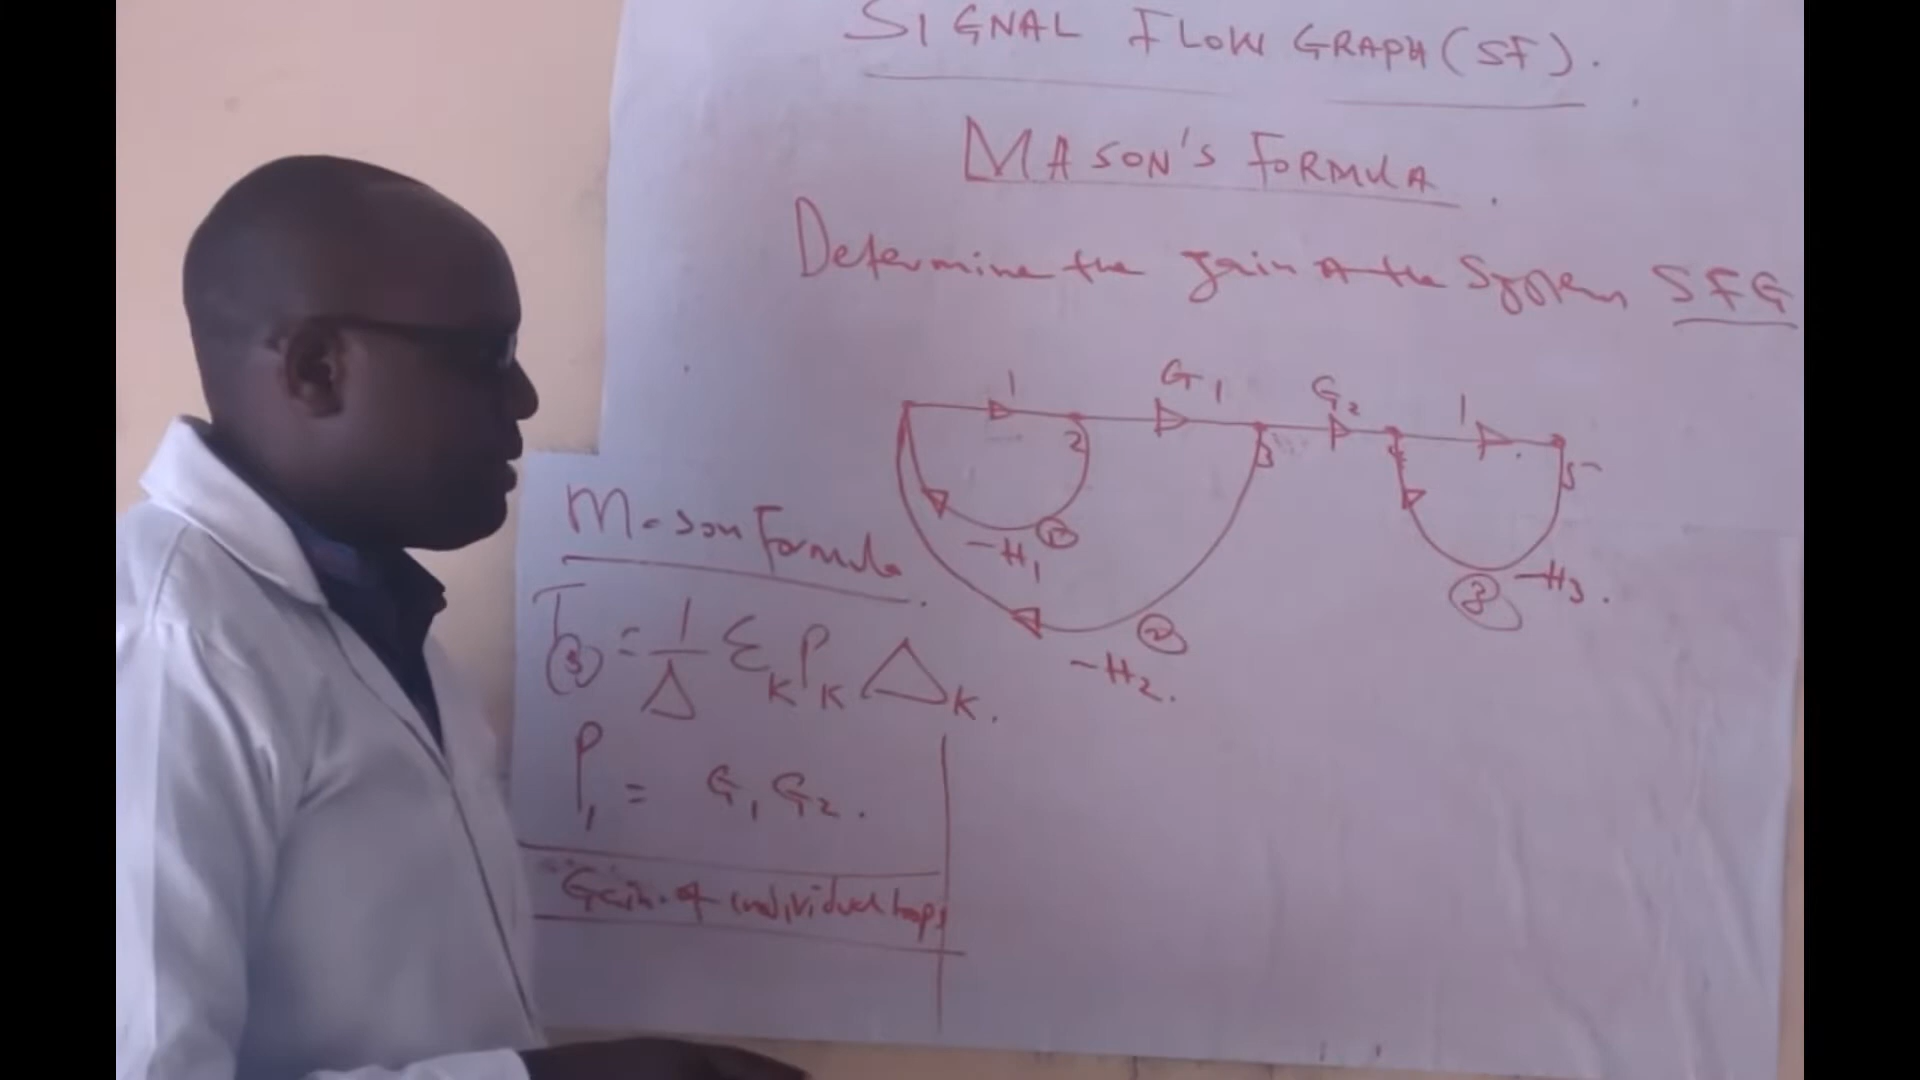 SIGNAL FLOW GRAPH (SF).
MASON'S FORMULA.
Determine the gain of the System SFG
1 G1 G2 1
2 3 4 5
1
-H1
3 -H3.
2
-H2.
Mason Formula.
T(s) = 1/Δ ΣK PK ΔK.
P1 = G1 G2.
Gain of individual loops